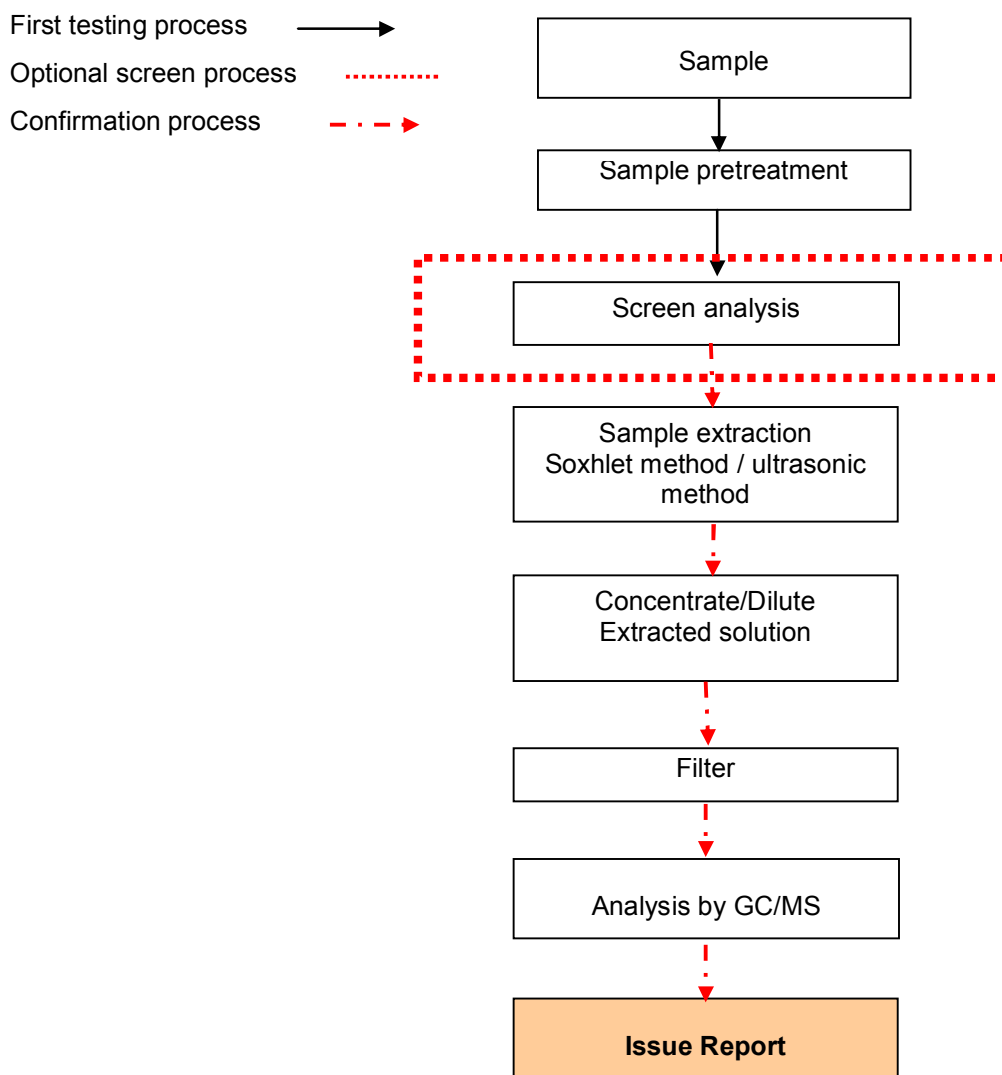 First testing process
Optional screen process
Confirmation process
Sample
Sample pretreatment
Screen analysis
Sample extraction
Soxhlet method / ultrasonic
method
Concentrate/Dilute
Extracted solution
Filter
Analysis by GC/MS
Issue Report